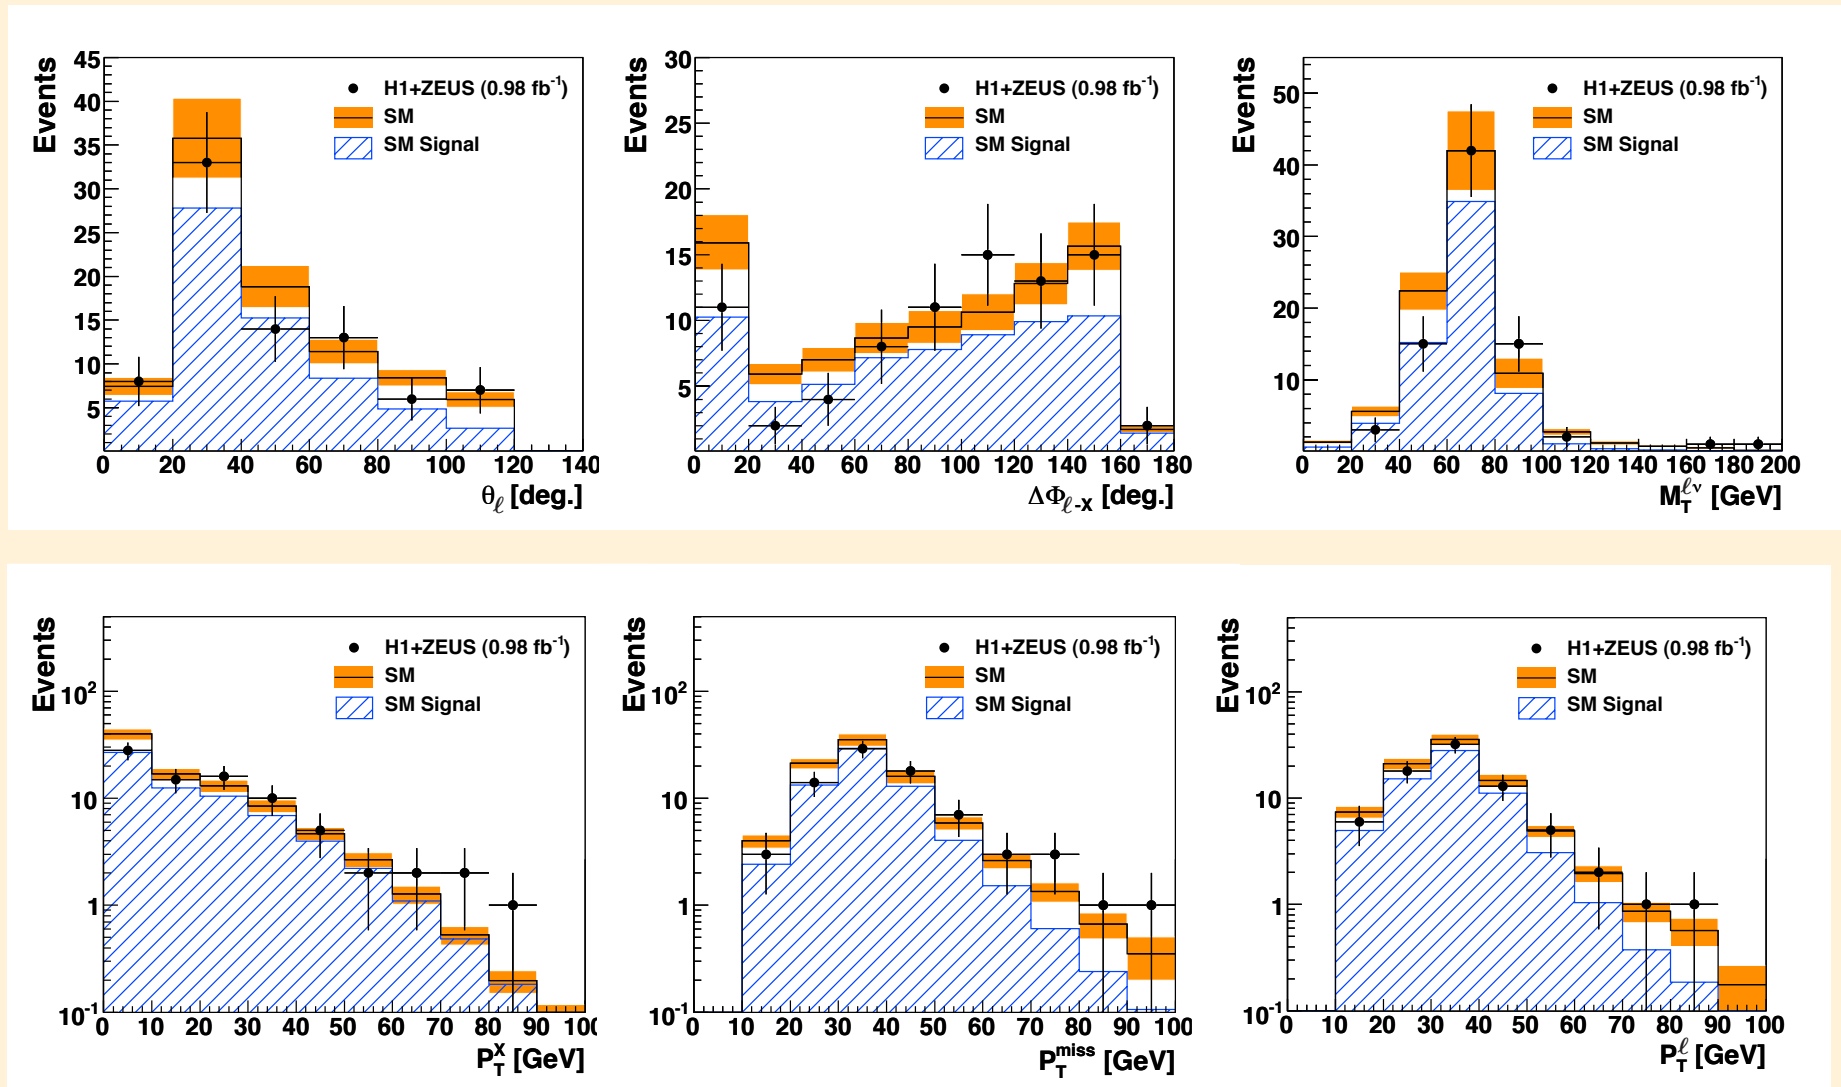 Events
45
40
35
30
25
20
15
10
5
0 20 40 60 80 100 120 140
H1+ZEUS (0.98 fb-1)
SM
SM Signal
θℓ [deg.]
Events
30
25
20
15
10
5
0 20 40 60 80 100 120 140 160 180
H1+ZEUS (0.98 fb-1)
SM
SM Signal
ΔΦℓ-X [deg.]
Events
50
40
30
20
10
0 20 40 60 80 100 120 140 160 180 200
H1+ZEUS (0.98 fb-1)
SM
SM Signal
MTℓν [GeV]
Events
10²
10
1
10-1
0 10 20 30 40 50 60 70 80 90 100
H1+ZEUS (0.98 fb-1)
SM
SM Signal
PTX [GeV]
Events
10²
10
1
10-1
0 10 20 30 40 50 60 70 80 90 100
H1+ZEUS (0.98 fb-1)
SM
SM Signal
PTmiss [GeV]
Events
10²
10
1
10-1
0 10 20 30 40 50 60 70 80 90 100
H1+ZEUS (0.98 fb-1)
SM
SM Signal
PTℓ [GeV]